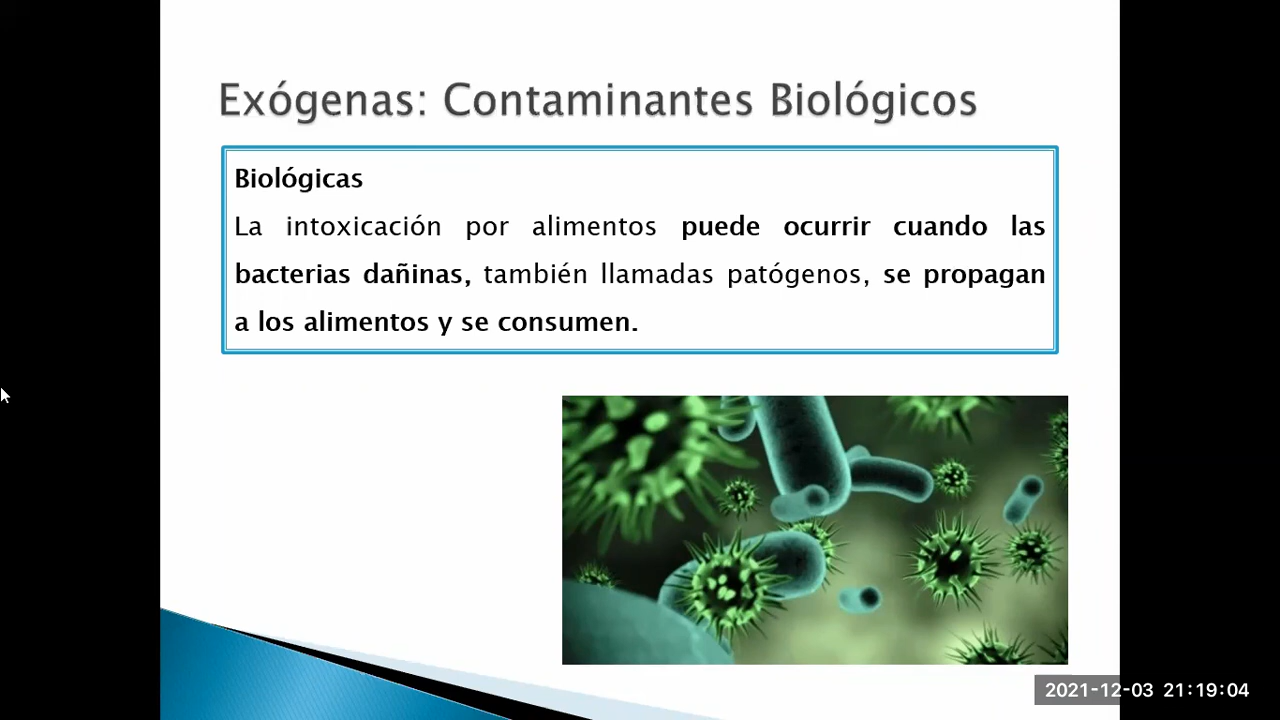 Exógenas: Contaminantes Biológicos
Biológicas
La intoxicación por alimentos puede ocurrir cuando las
bacterias dañinas, también llamadas patógenos, se propagan
a los alimentos y se consumen.
2021-12-03 21:19:04